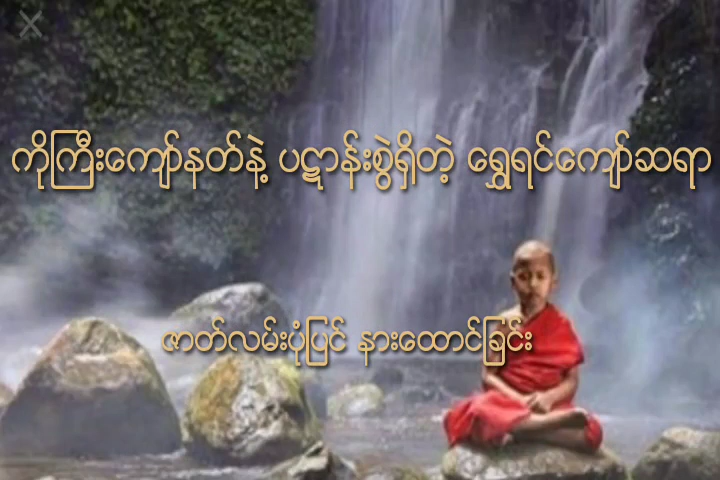 ကိုကြီးကျော်နတ်နဲ့ ပဋ္ဌာန်းစွဲရှိတဲ့ ရွှေရင်ကျော်ဆရာ
ဇာတ်လမ်းပုံပြင် နားထောင်ခြင်း